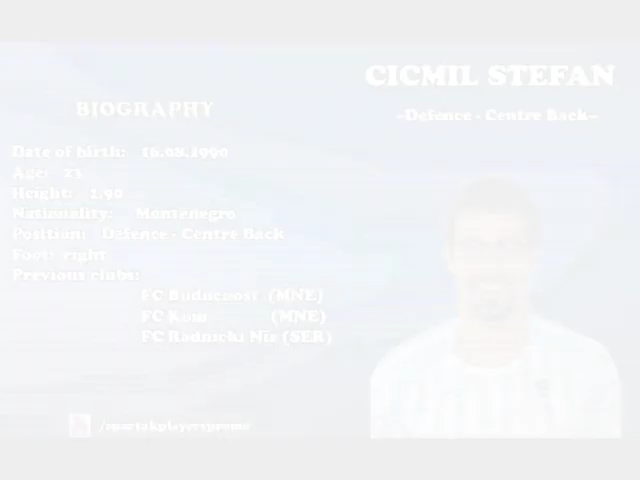 CICMIL STEFAN
-Defence - Centre Back-
BIOGRAPHY
Date of birth: 16.08.1990
Age: 23
Height: 1.90
Nationality: Montenegro
Position: Defence - Centre Back
Foot: right
Previous clubs:
FC Buducnost (MNE)
FC Kom (MNE)
FC Radnicki Nis (SER)